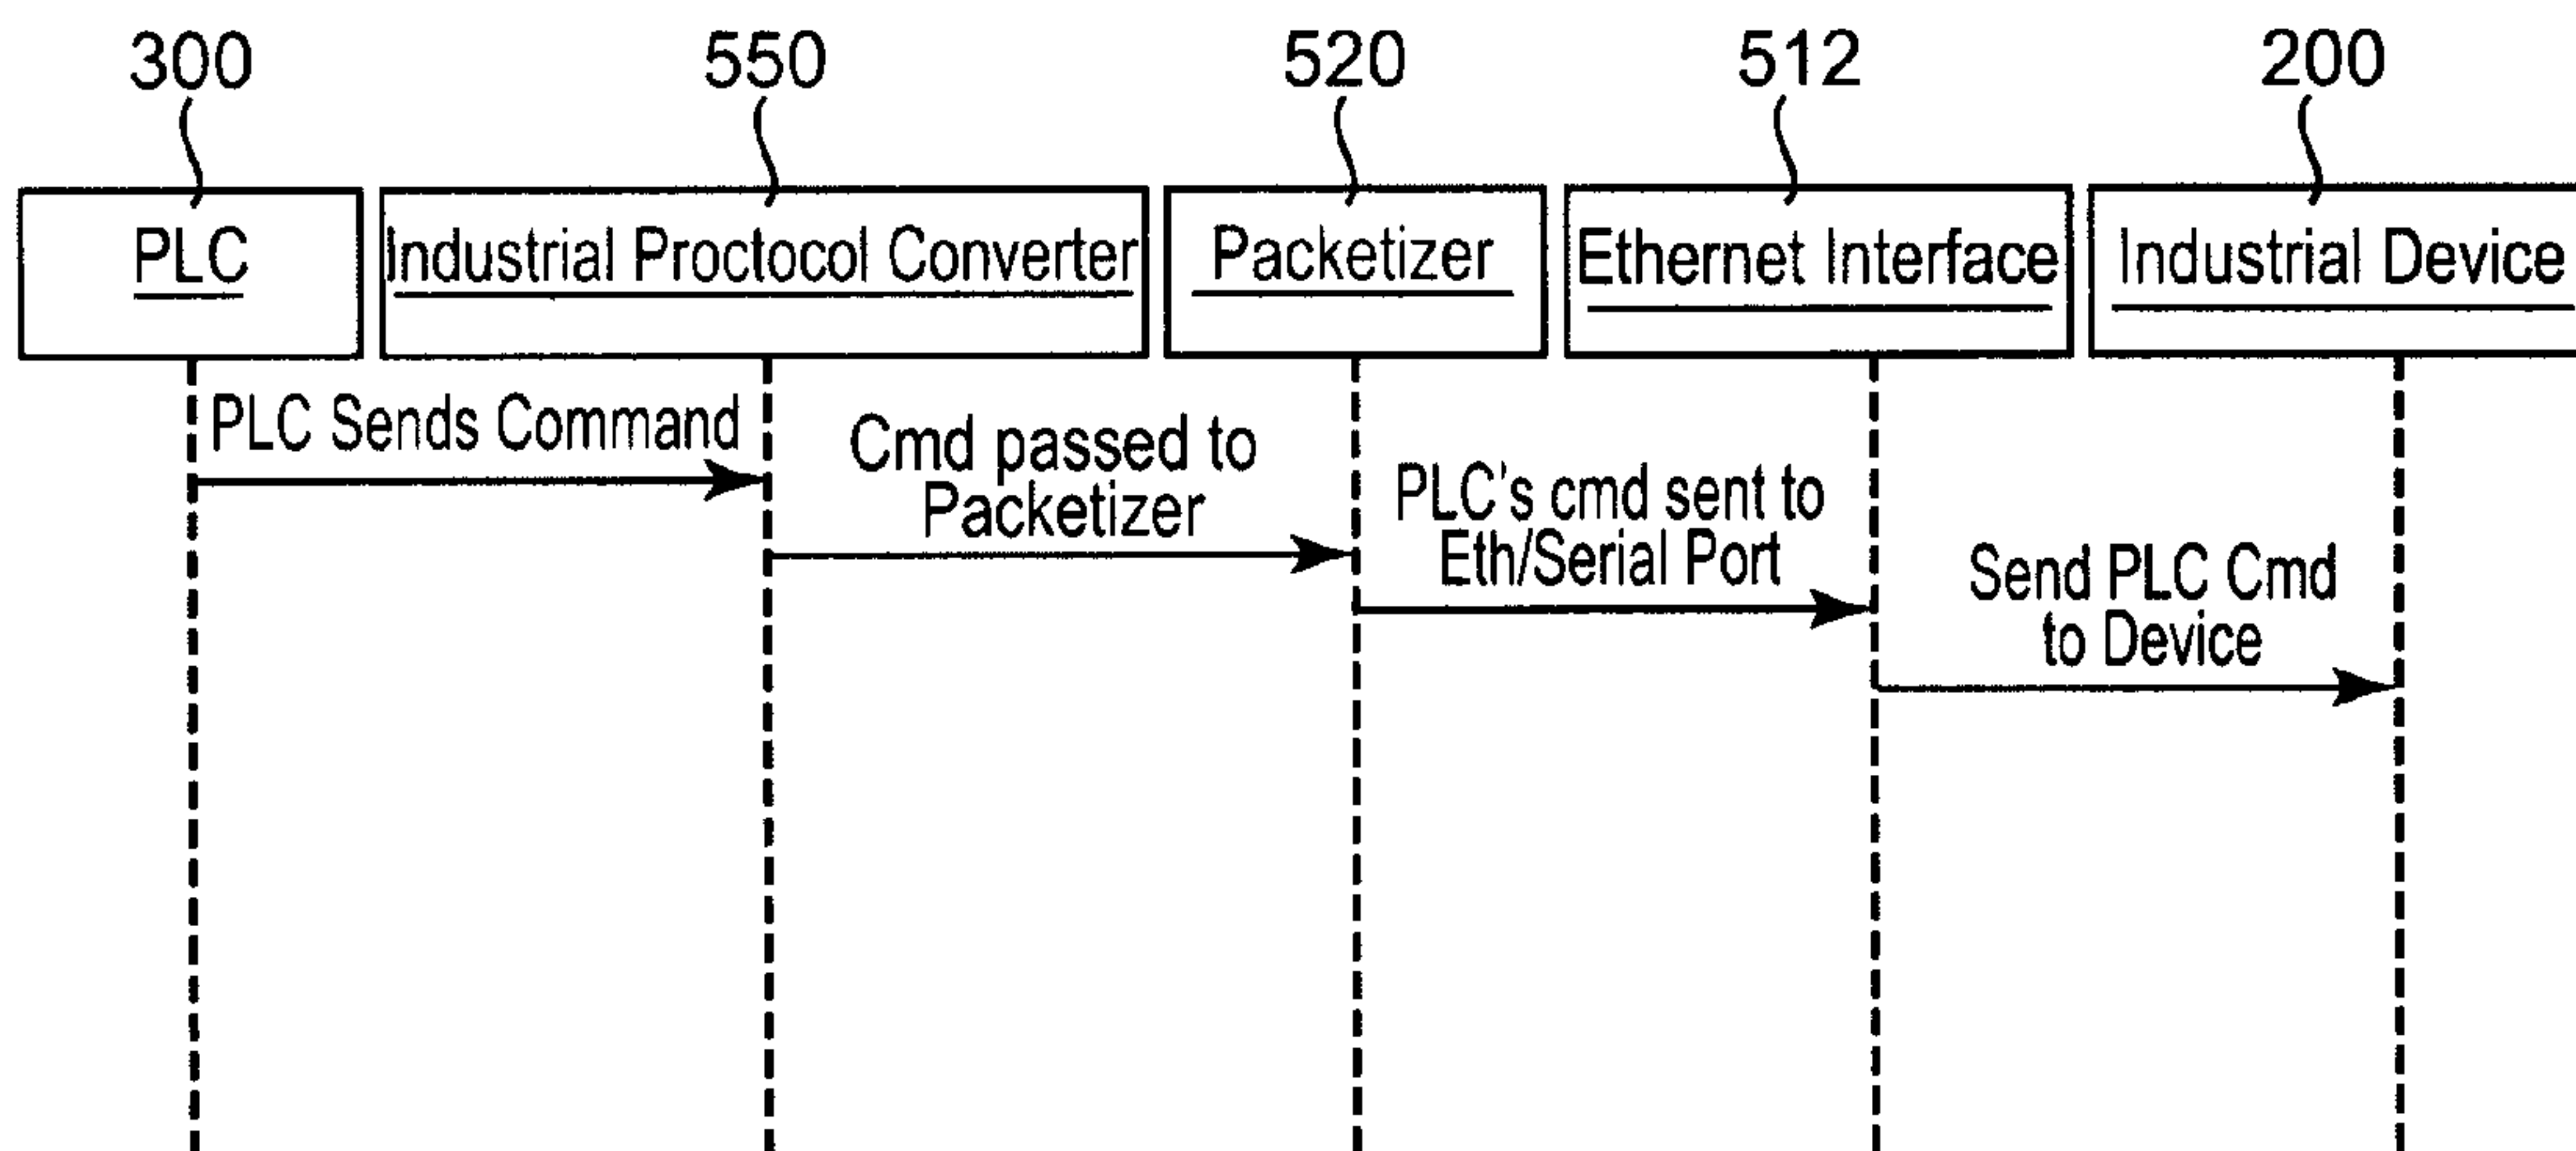 300
550
520
512
200
PLC
Industrial Proctocol Converter
Packetizer
Ethernet Interface
Industrial Device
PLC Sends Command
Cmd passed to
Packetizer
PLC's cmd sent to
Eth/Serial Port
Send PLC Cmd
to Device